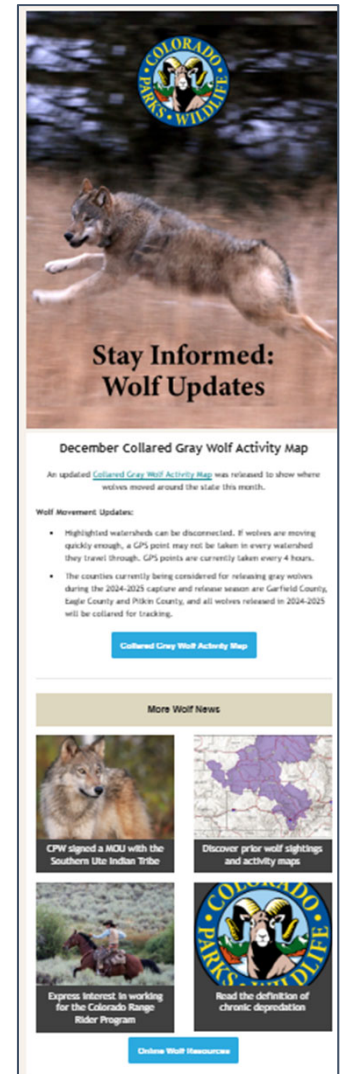 COLORADO
PARKS • WILDLIFE
Stay Informed:
Wolf Updates
December Collared Gray Wolf Activity Map
An updated Collared Gray Wolf Activity Map was released to show where
wolves moved around the state this month.
Wolf Movement Updates:
• Highlighted watersheds can be disconnected. If wolves are moving
quickly enough, a GPS point may not be taken in every watershed
they travel through. GPS points are currently taken every 4 hours.
• The counties currently being considered for releasing gray wolves
during the 2024-2025 capture and release season are Garfield County,
Eagle County and Pitkin County, and all wolves released in 2024-2025
will be collared for tracking.
Collared Gray Wolf Activity Map
More Wolf News
CPW signed a MOU with the
Southern Ute Indian Tribe
Discover prior wolf sightings
and activity maps
Express interest in working
for the Colorado Range
Rider Program
COLORADO
PARKS • WILDLIFE
Read the definition of
chronic depredation
Online Wolf Resources